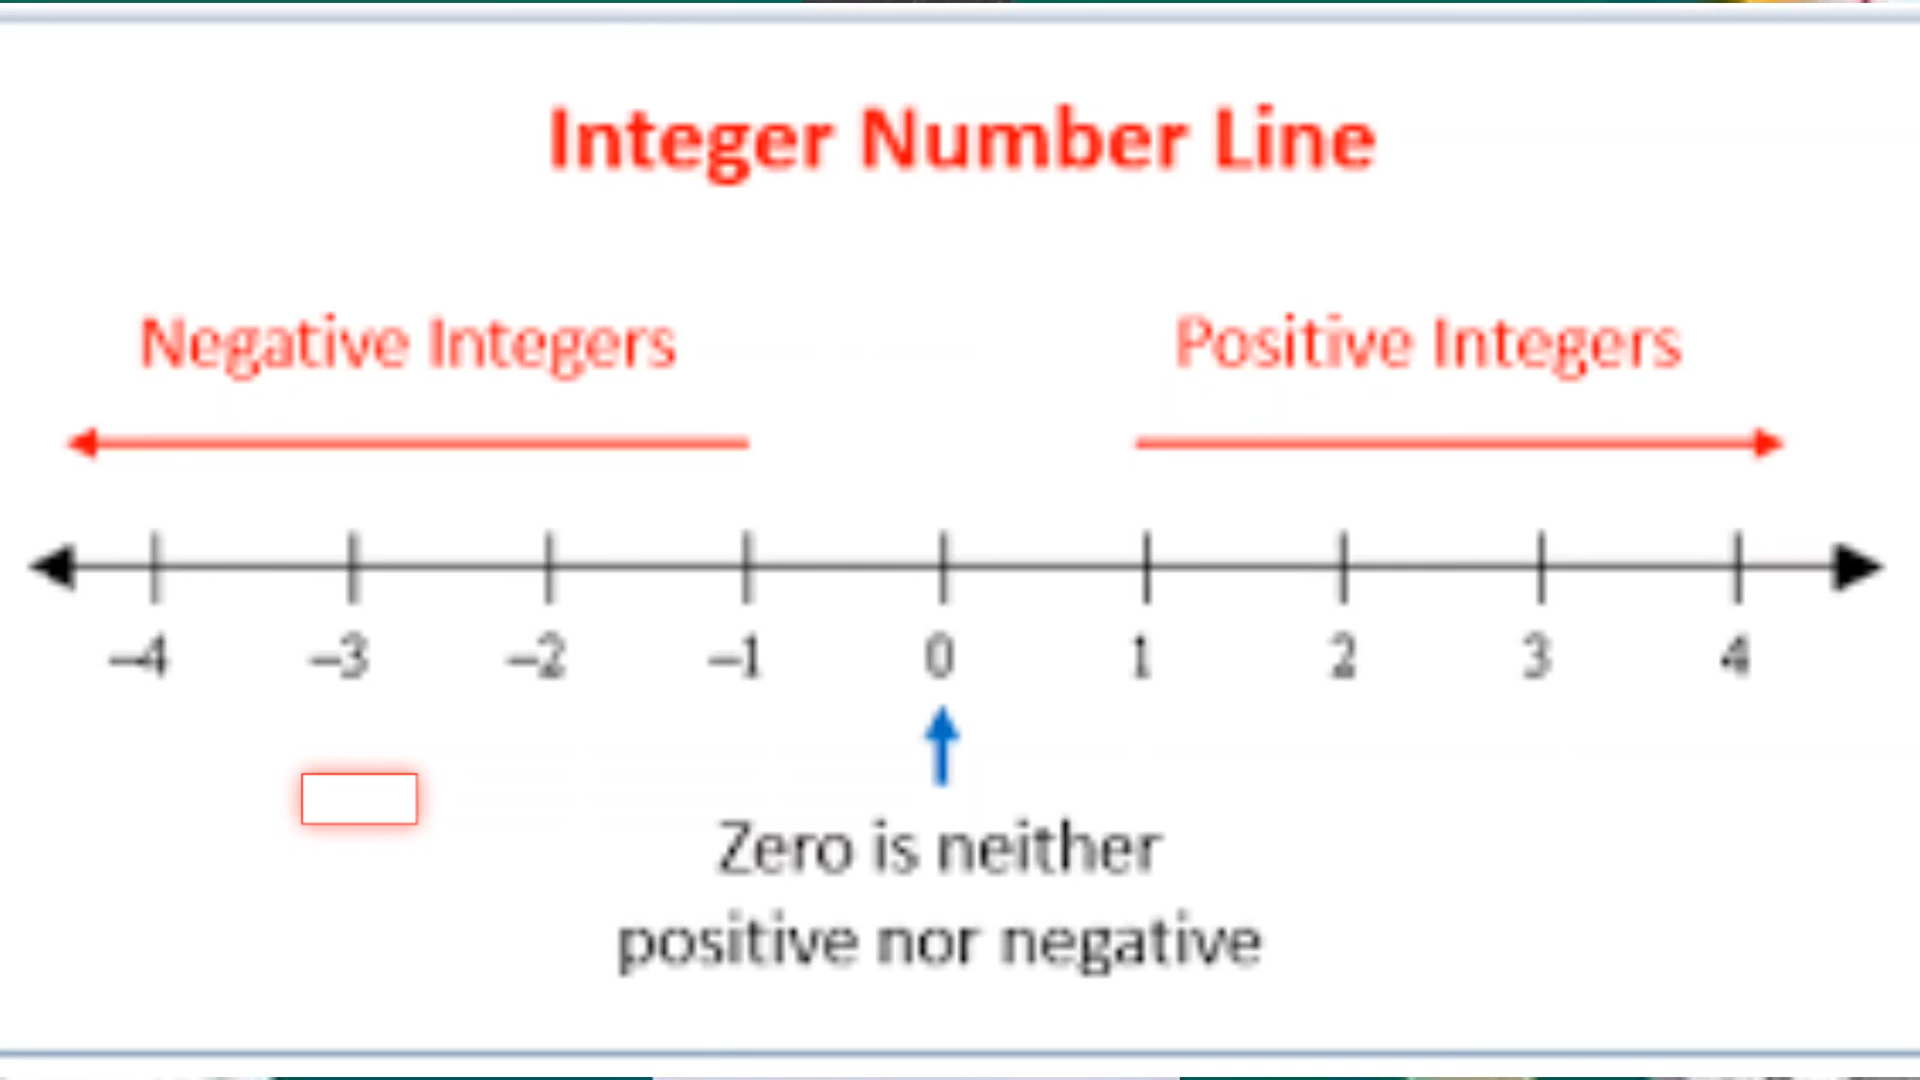 Integer Number Line
Negative Integers Positive Integers
–4 –3 –2 –1 0 1 2 3 4
Zero is neither
positive nor negative